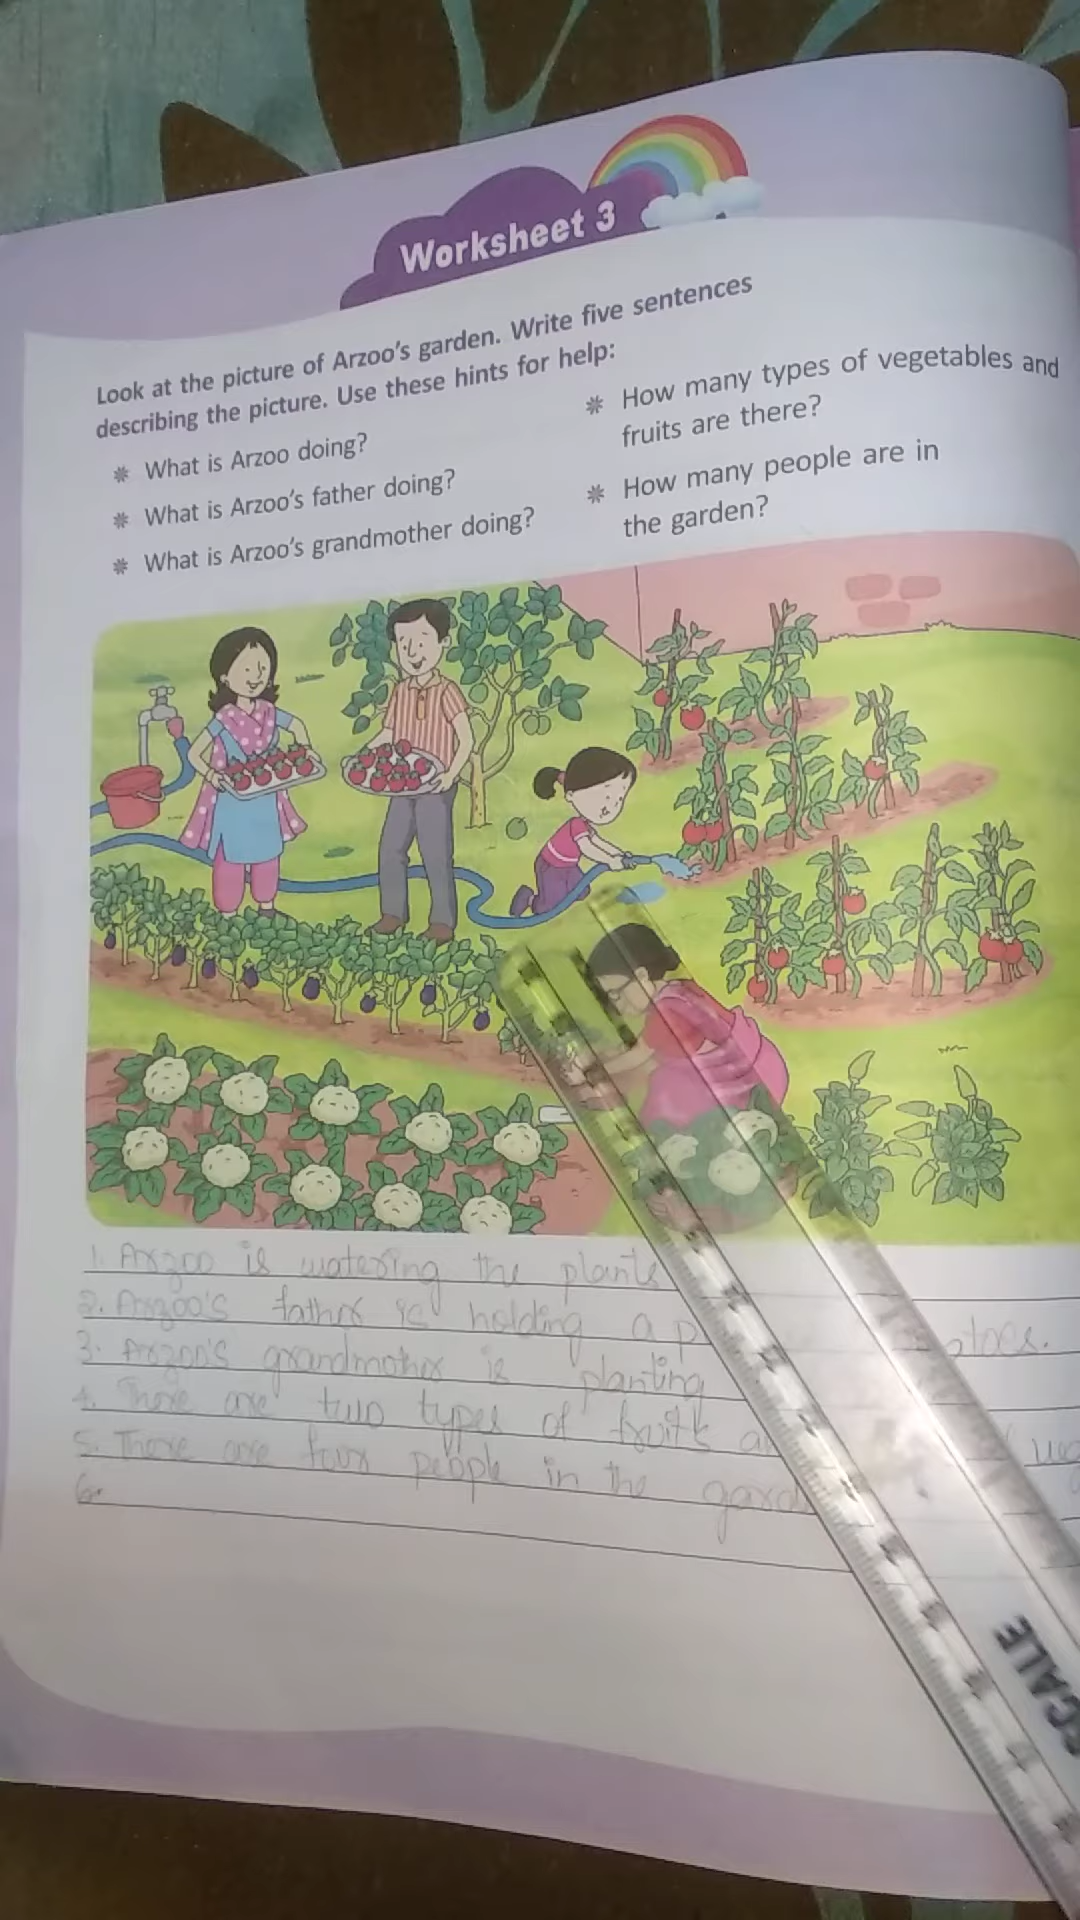 Worksheet 3
Look at the picture of Arzoo's garden. Write five sentences
describing the picture. Use these hints for help:
* What is Arzoo doing?
* What is Arzoo's father doing?
* What is Arzoo's grandmother doing?
* How many types of vegetables and
fruits are there?
* How many people are in
the garden?
1. Arzoo is watering the plants
2. Arzoo's father is holding a
3. Arzoo's grandmother is planting
4. There are two types of fruits
5. There are four people in the
6.
SCALE